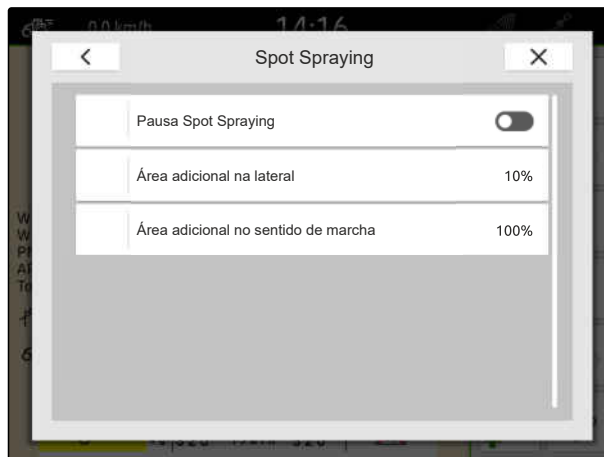 0.0 km/h 14:16
Spot Spraying
Pausa Spot Spraying
Área adicional na lateral 10%
Área adicional no sentido de marcha 100%